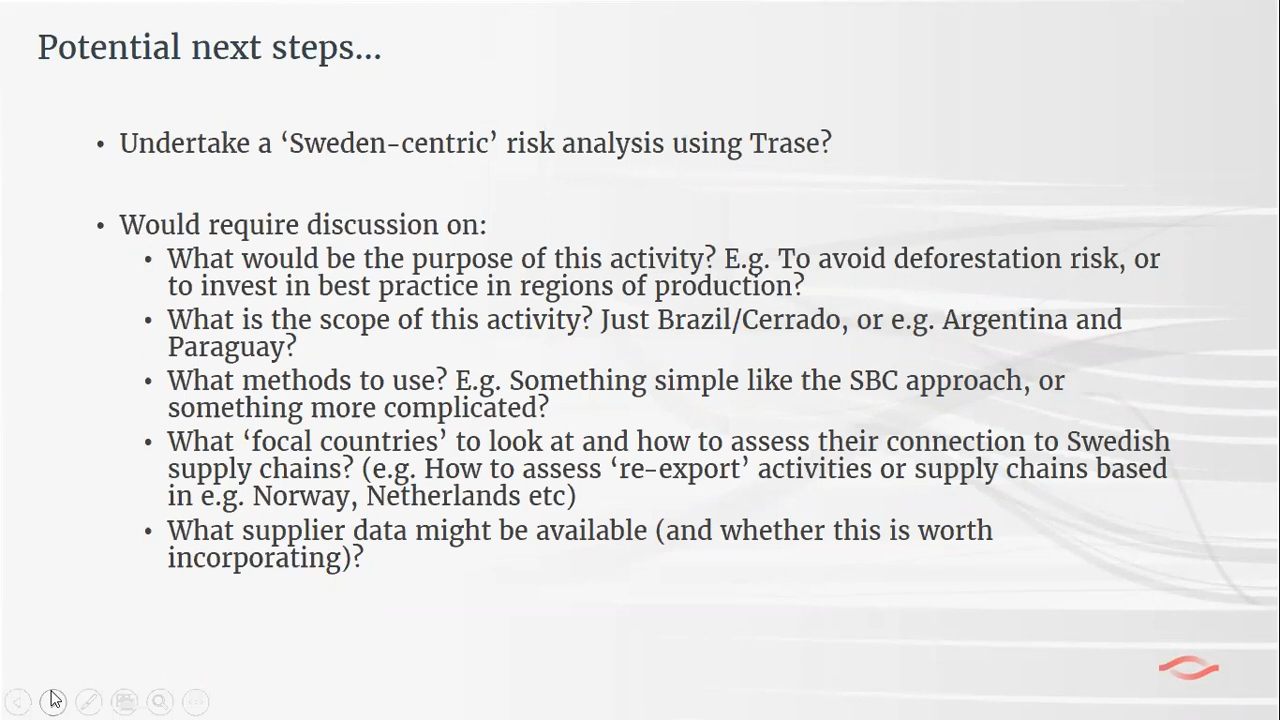 Potential next steps...
• Undertake a ‘Sweden-centric’ risk analysis using Trase?
• Would require discussion on:
• What would be the purpose of this activity? E.g. To avoid deforestation risk, or
to invest in best practice in regions of production?
• What is the scope of this activity? Just Brazil/Cerrado, or e.g. Argentina and
Paraguay?
• What methods to use? E.g. Something simple like the SBC approach, or
something more complicated?
• What ‘focal countries’ to look at and how to assess their connection to Swedish
supply chains? (e.g. How to assess ‘re-export’ activities or supply chains based
in e.g. Norway, Netherlands etc)
• What supplier data might be available (and whether this is worth
incorporating)?